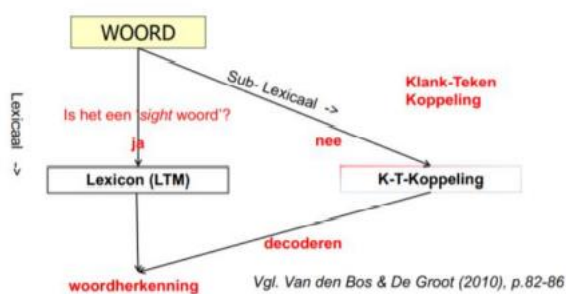 WOORD
Sub- Lexicaal ->
Klank-Teken
Koppeling
Lexicaal ->
Is het een 'sight woord'?
ja
nee
Lexicon (LTM)
K-T-Koppeling
decoderen
woordherkenning
Vgl. Van den Bos & De Groot (2010), p.82-86